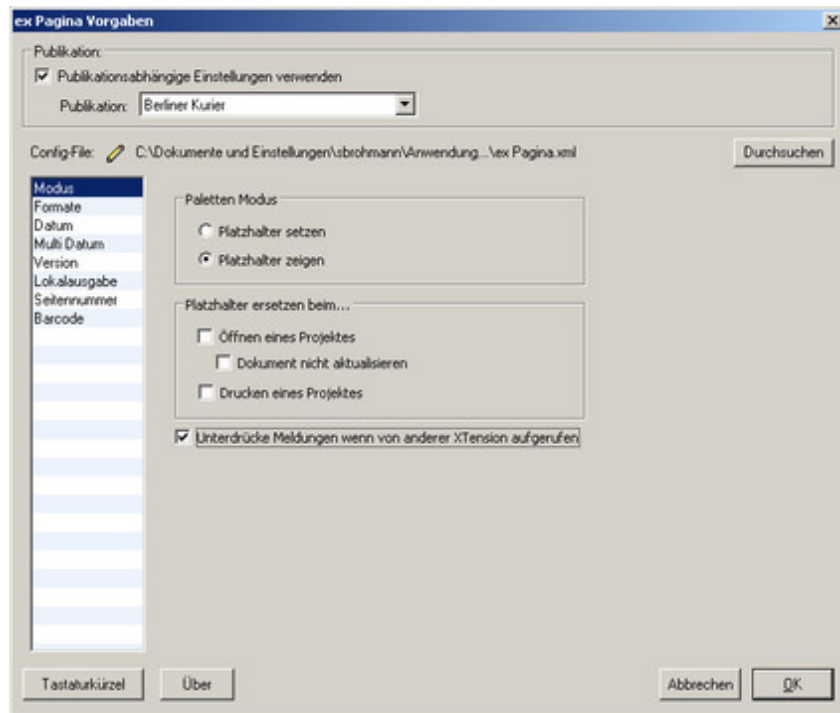 ex Pagina Vorgaben
Publikation:
Publikationsabhängige Einstellungen verwenden
Publikation: Berliner Kurier
Config-File: C:\Dokumente und Einstellungen\sbrohmann\Anwendung...\ex Pagina.xml Durchsuchen
Modus
Formate
Datum
Multi Datum
Version
Lokalausgabe
Seitennummer
Barcode
Paletten Modus
Platzhalter setzen
Platzhalter zeigen
Platzhalter ersetzen beim...
Öffnen eines Projektes
Dokument nicht aktualisieren
Drucken eines Projektes
Unterdrücke Meldungen wenn von anderer XTension aufgerufen
Tastaturkürzel Über Abbrechen OK